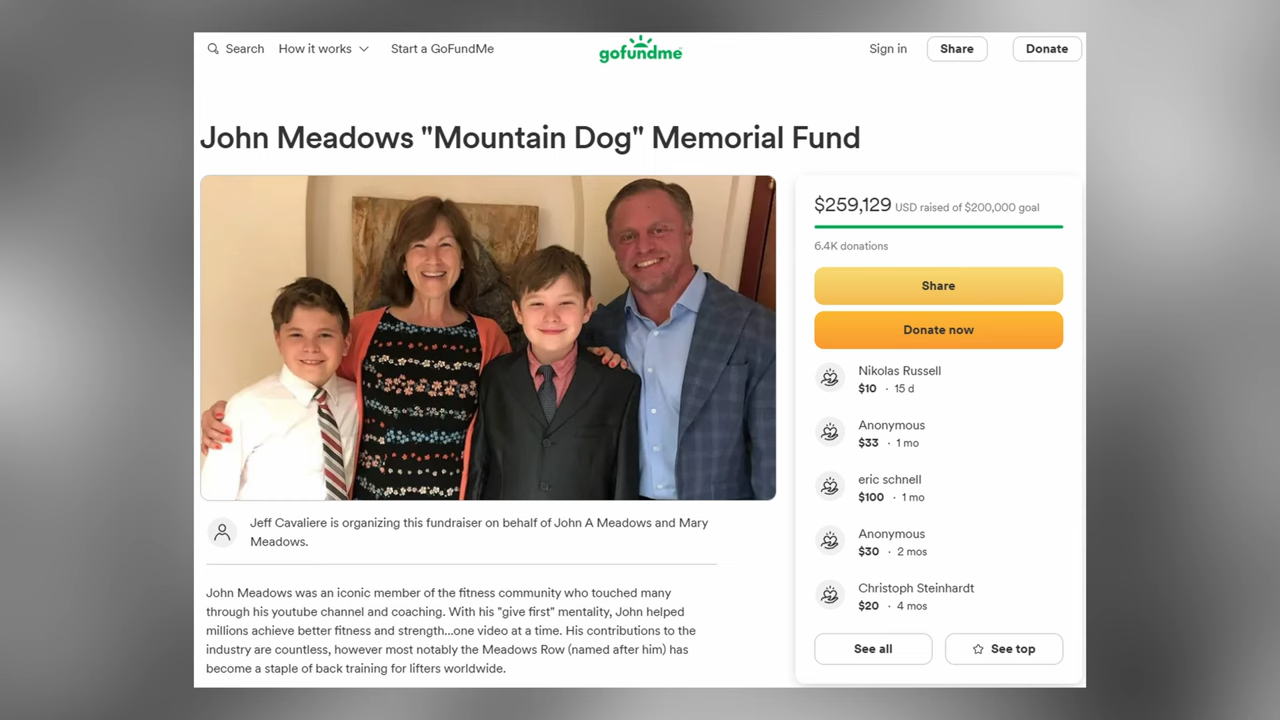 Search How it works Start a GoFundMe gofundme Sign in Share Donate
John Meadows "Mountain Dog" Memorial Fund
$259,129 USD raised of $200,000 goal
6.4K donations
Share
Donate now
Nikolas Russell
$10 · 15 d
Anonymous
$33 · 1 mo
eric schnell
$100 · 1 mo
Anonymous
$30 · 2 mos
Christoph Steinhardt
$20 · 4 mos
See all See top
Jeff Cavaliere is organizing this fundraiser on behalf of John A Meadows and Mary
Meadows.
John Meadows was an iconic member of the fitness community who touched many
through his youtube channel and coaching. With his "give first" mentality, John helped
millions achieve better fitness and strength...one video at a time. His contributions to the
industry are countless, however most notably the Meadows Row (named after him) has
become a staple of back training for lifters worldwide.